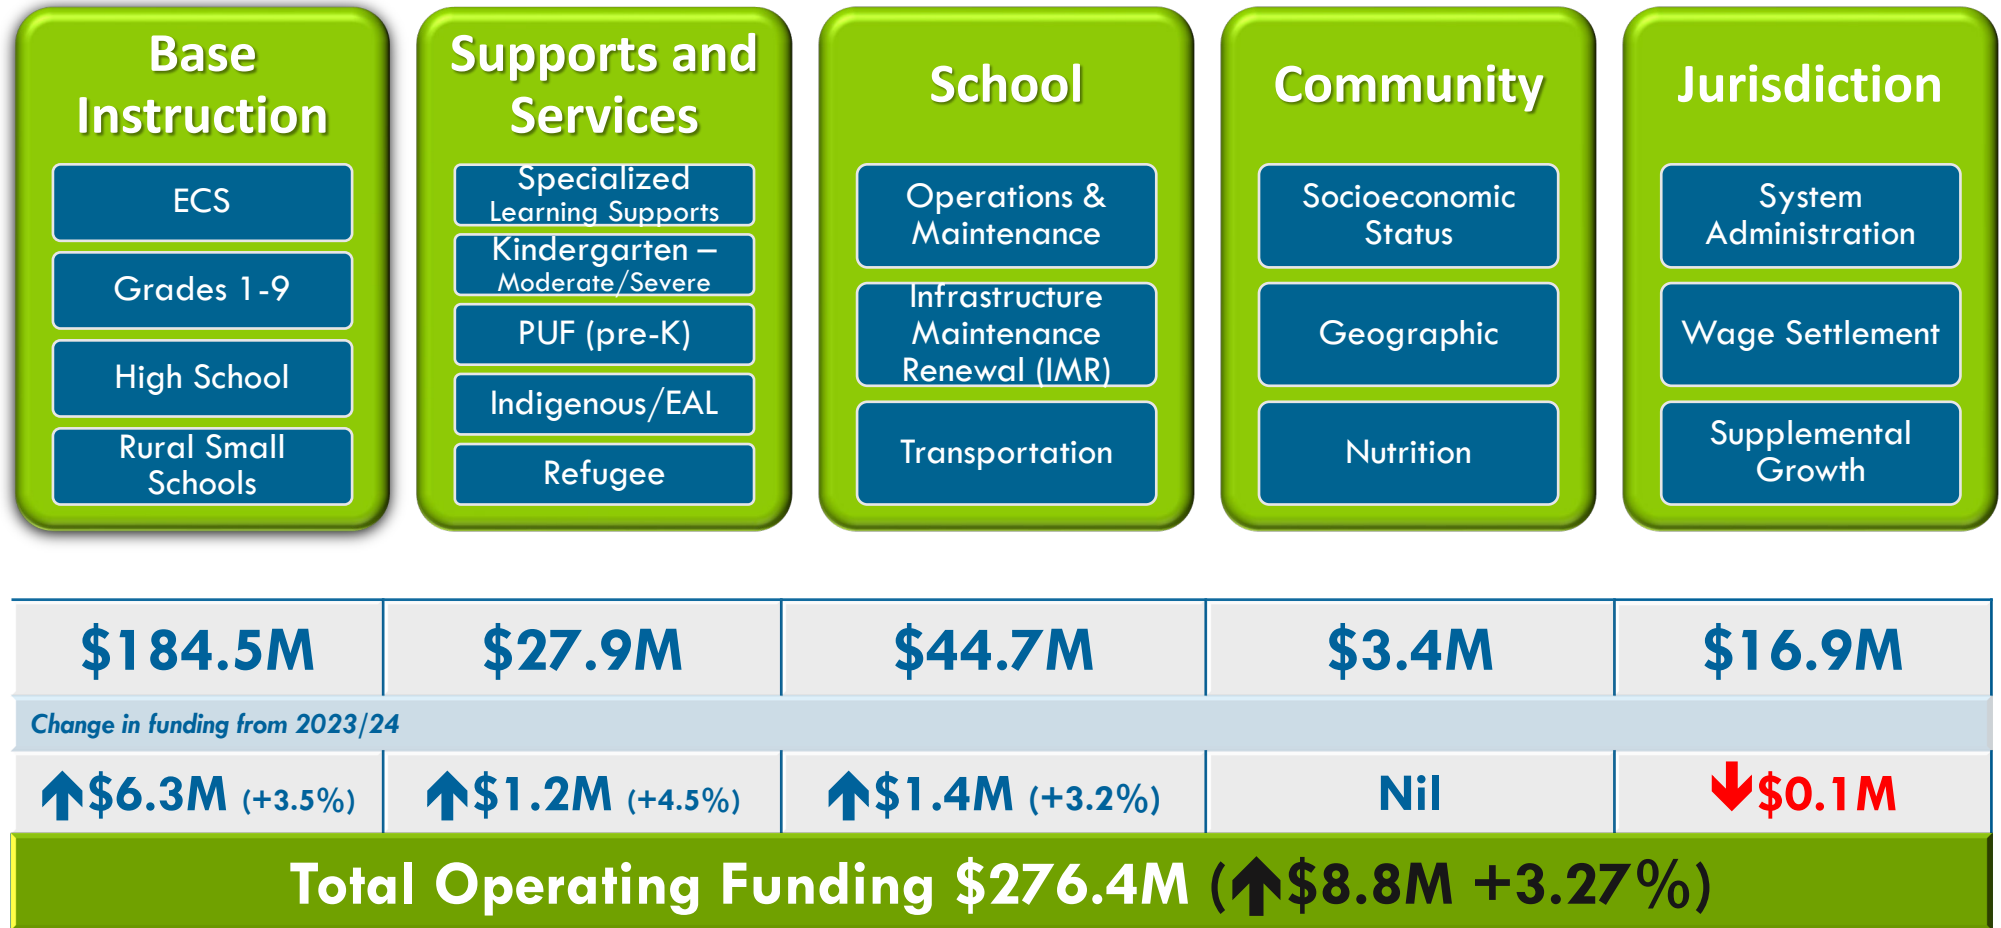 Base
Instruction
ECS
Grades 1-9
High School
Rural Small
Schools
Supports and
Services
Specialized
Learning Supports
Kindergarten –
Moderate/Severe
PUF (pre-K)
Indigenous/EAL
Refugee
School
Operations &
Maintenance
Infrastructure
Maintenance
Renewal (IMR)
Transportation
Community
Socioeconomic
Status
Geographic
Nutrition
Jurisdiction
System
Administration
Wage Settlement
Supplemental
Growth
$184.5M
$27.9M
$44.7M
$3.4M
$16.9M
Change in funding from 2023/24
$6.3M (+3.5%)
$1.2M (+4.5%)
$1.4M (+3.2%)
Nil
$0.1M
Total Operating Funding $276.4M ($8.8M +3.27%)